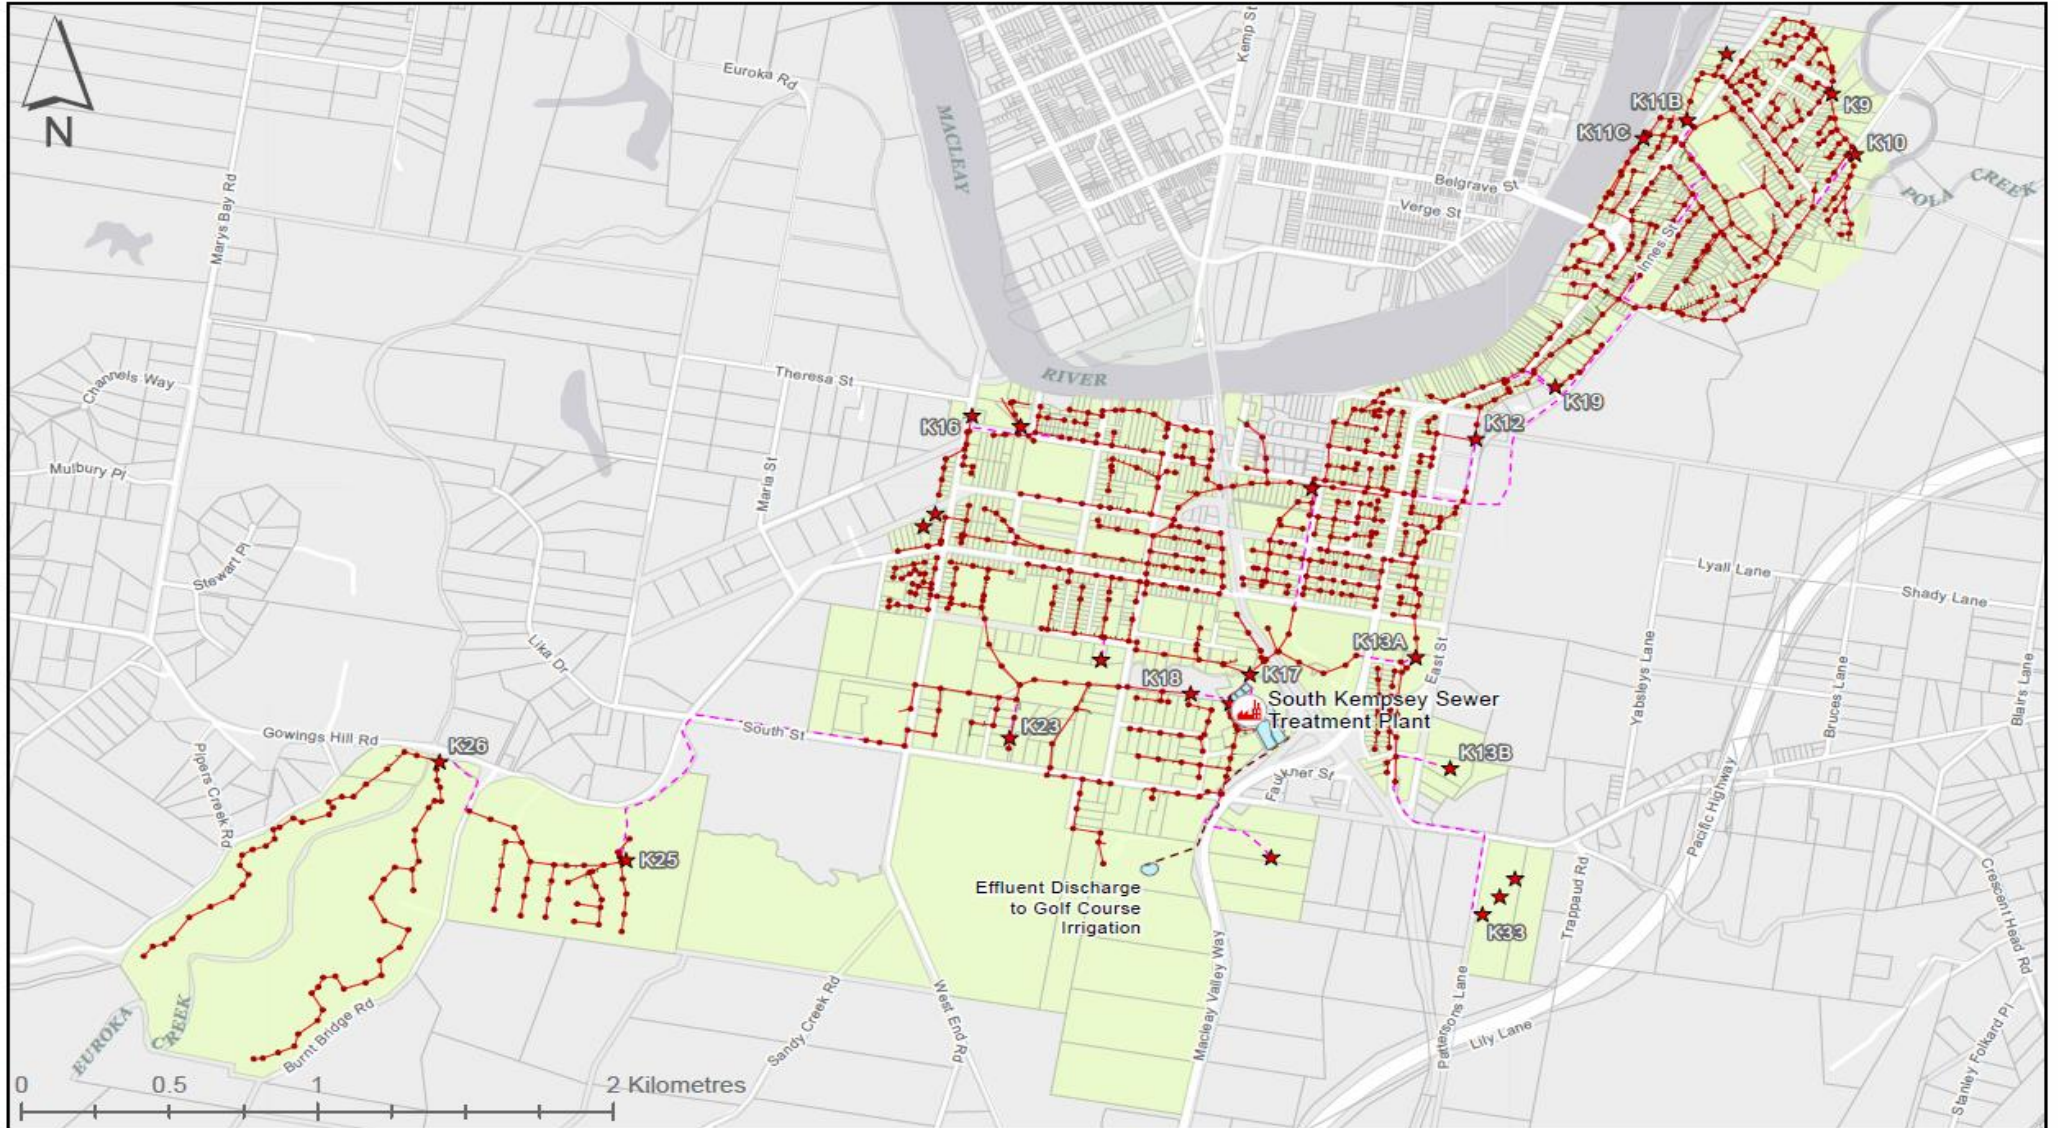 Kemp St
Euroka Rd
N
MACLEAY
K11B
K9
K11C
K10
Belgrave St
CREEK
POLA
Verge St
Marys Bay Rd
Innes St
Theresa St
RIVER
Channels Way
K19
K16
K12
Mulbury Pl
Maria St
Lyall Lane
Stewart Pl
Shady Lane
Lika Dr
K13A
East St
Yabsleys Lane
Bruces Lane
Blairs Lane
K18
K17
South Kempsey Sewer
Treatment Plant
K23
South St
Gowings Hill Rd
K26
K13B
Pipers Creek Rd
Pacific Highway
K25
Effluent Discharge
to Golf Course
Irrigation
Trappaud Rd
Crescent Head Rd
K33
Macleay Valley Way
West End Rd
Pattersons Lane
Sandy Creek Rd
EUROKA
CREEK
Burnt Bridge Rd
Lily Lane
Stanley Folkard Pl
0 0.5 1 2 Kilometres